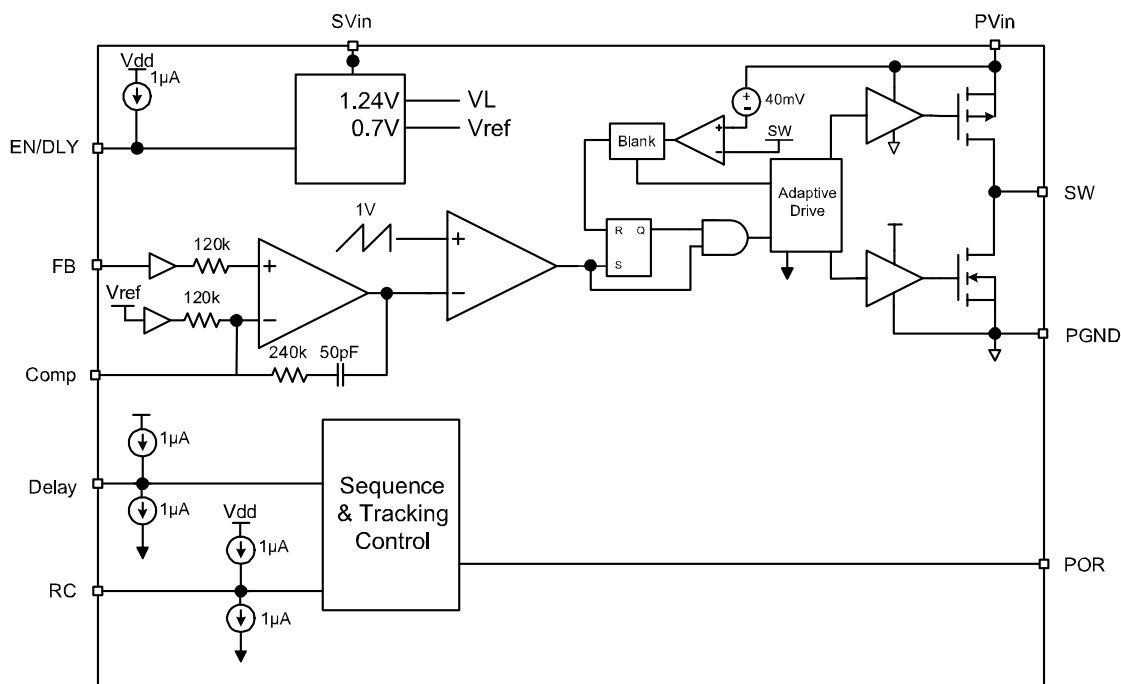 SVin
PVin
Vdd
1µA
1.24V
0.7V
VL
Vref
+
-
40mV
SW
+
-
Blank
EN/DLY
Adaptive
Drive
SW
1V
R Q
S
FB
120k
+
+
Vref
120k
−
−
240k
50pF
Comp
PGND
1µA
Delay
1µA
Sequence
& Tracking
Control
Vdd
1µA
RC
1µA
POR